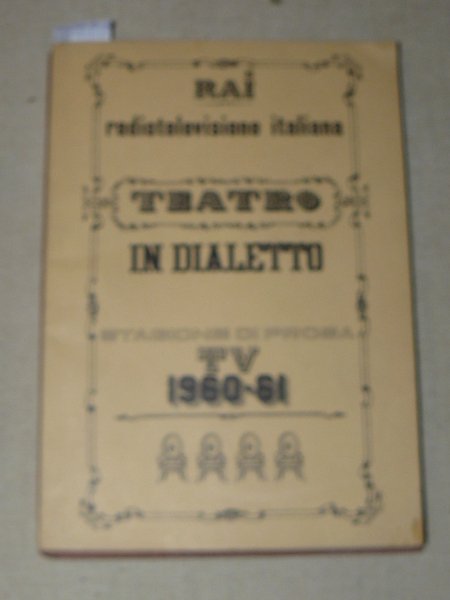 RAI
radiotelevisione italiana
TEATRO
IN DIALETTO
STAGIONE DI PROSA
TV
1960-61